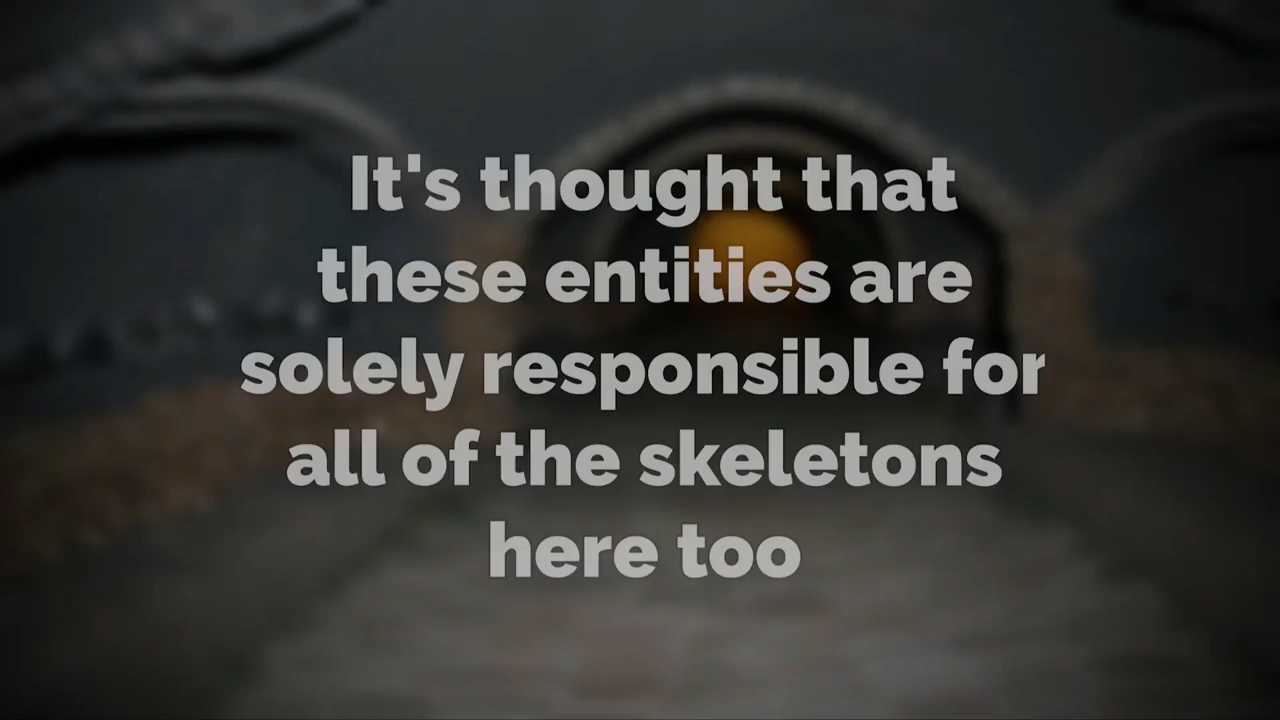 It's thought that
these entities are
solely responsible for
all of the skeletons
here too